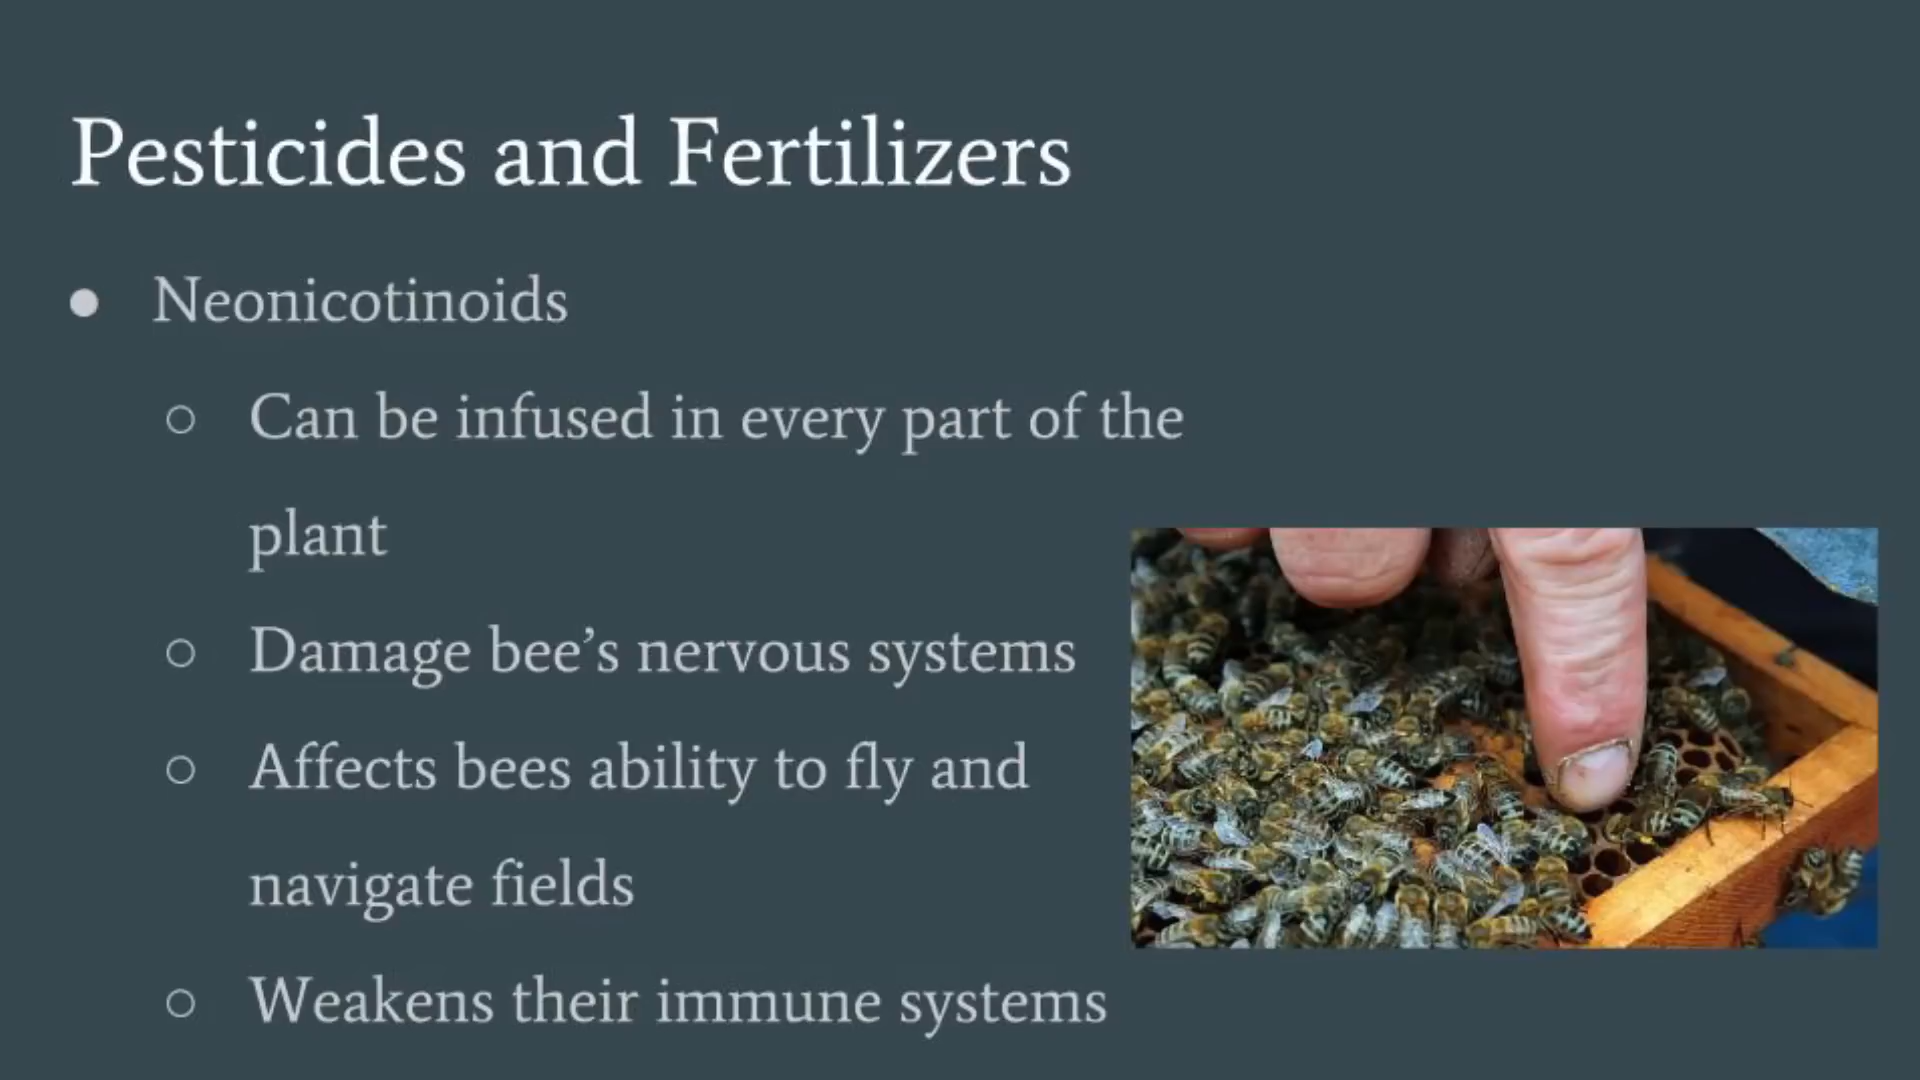 Pesticides and Fertilizers
● Neonicotinoids
○ Can be infused in every part of the
plant
○ Damage bee’s nervous systems
○ Affects bees ability to fly and
navigate fields
○ Weakens their immune systems